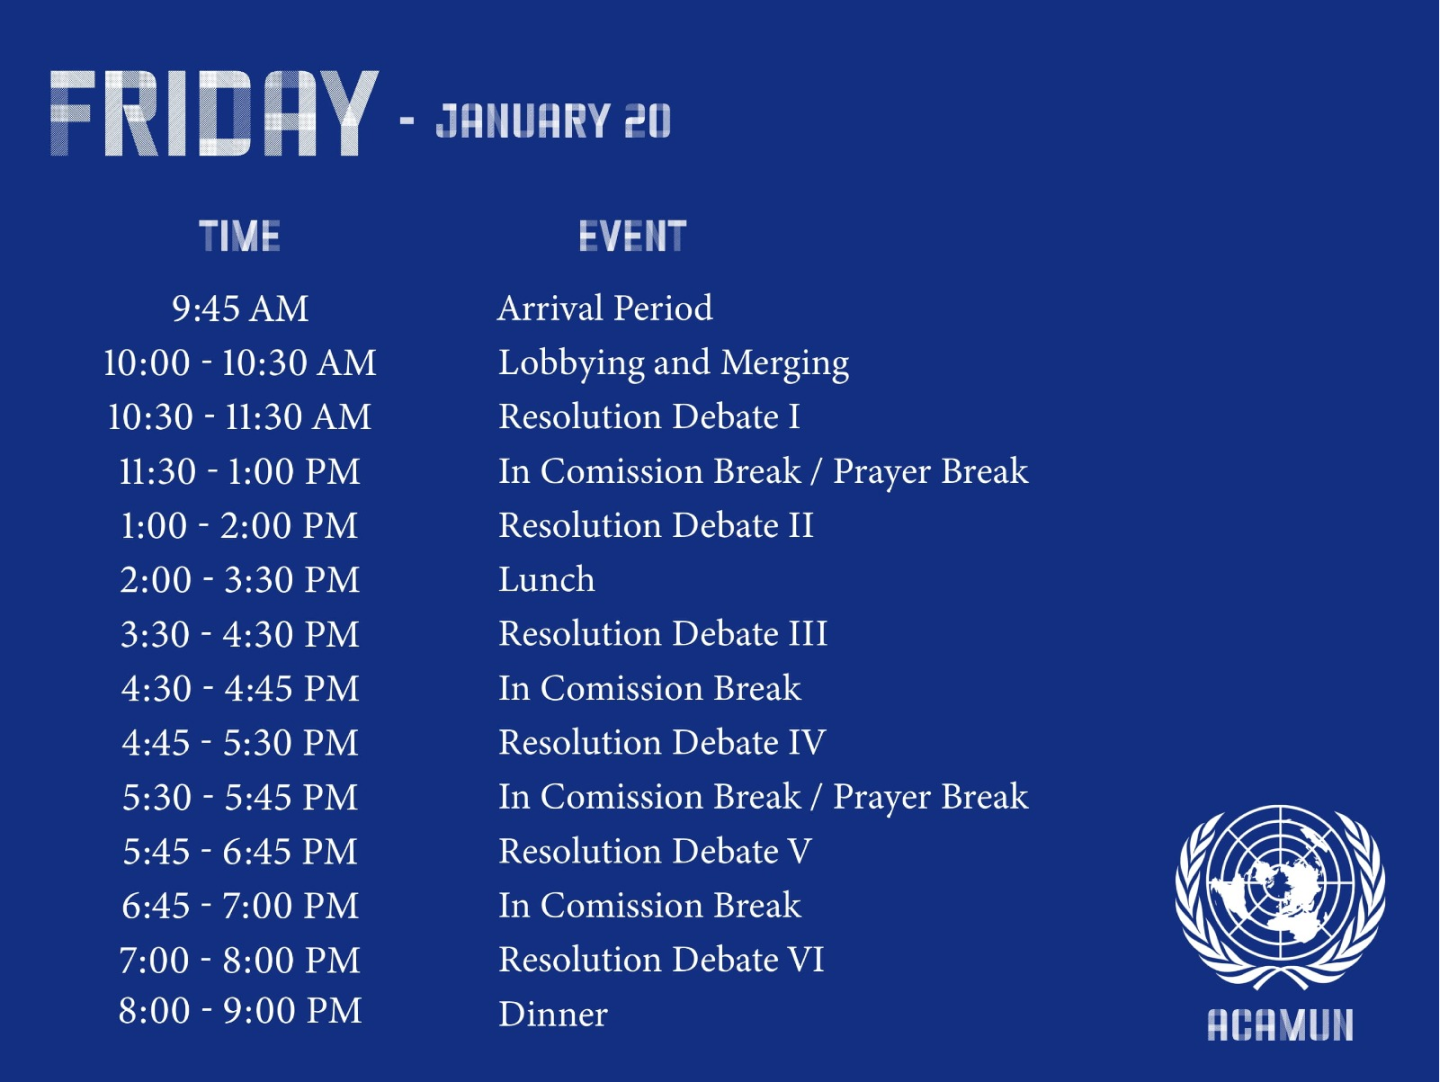 FRIDAY - JANUARY 20
TIME EVENT
9:45 AM Arrival Period
10:00 - 10:30 AM Lobbying and Merging
10:30 - 11:30 AM Resolution Debate I
11:30 - 1:00 PM In Comission Break / Prayer Break
1:00 - 2:00 PM Resolution Debate II
2:00 - 3:30 PM Lunch
3:30 - 4:30 PM Resolution Debate III
4:30 - 4:45 PM In Comission Break
4:45 - 5:30 PM Resolution Debate IV
5:30 - 5:45 PM In Comission Break / Prayer Break
5:45 - 6:45 PM Resolution Debate V
6:45 - 7:00 PM In Comission Break
7:00 - 8:00 PM Resolution Debate VI
8:00 - 9:00 PM Dinner
ACAMUN